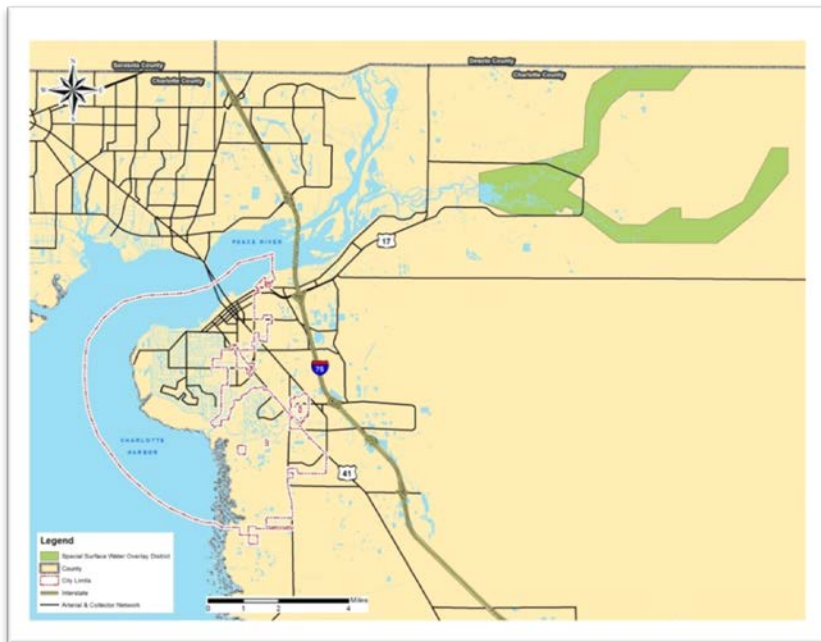 Sarasota County
Charlotte County
Desoto County
Charlotte County
N
W
E
S
PEACE RIVER
17
75
CHARLOTTE
HARBOR
41
Legend
Special Surface Water Overlay District
County
City Limits
Interstate
Arterial & Collector Network
0 1 2 4 Miles